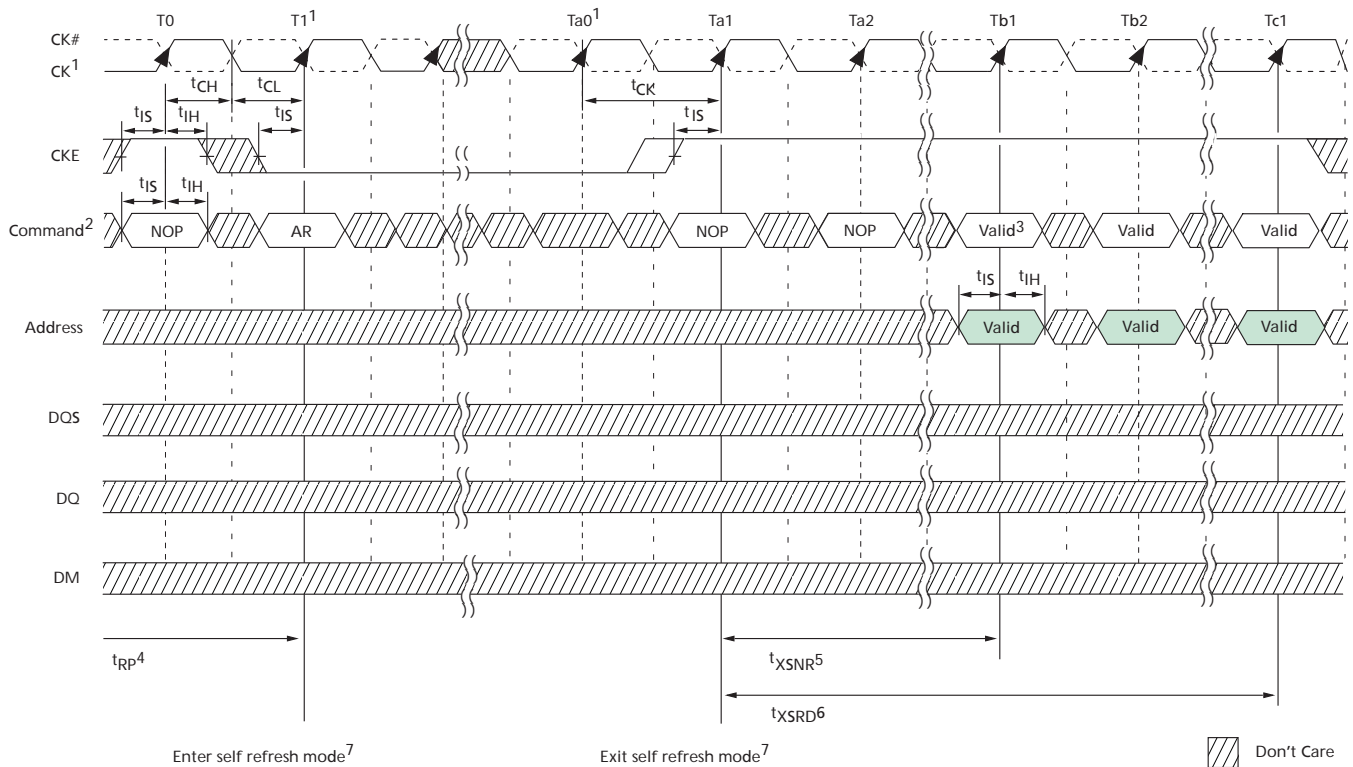 T0 T1¹ Ta0¹ Ta1 Ta2 Tb1 Tb2 Tc1
CK#
CK¹
tCH tCL tCK
tIS tIH tIS tIS
CKE
tIS tIH
Command² NOP AR NOP NOP Valid³ Valid Valid
tIS tIH
Address Valid Valid Valid
DQS
DQ
DM
tRP⁴ tXSNR⁵
tXSRD⁶
Enter self refresh mode⁷ Exit self refresh mode⁷ Don't Care